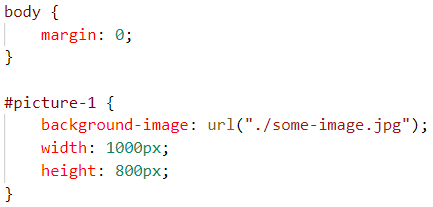 body {
    margin: 0;
}

#picture-1 {
    background-image: url("./some-image.jpg");
    width: 1000px;
    height: 800px;
}